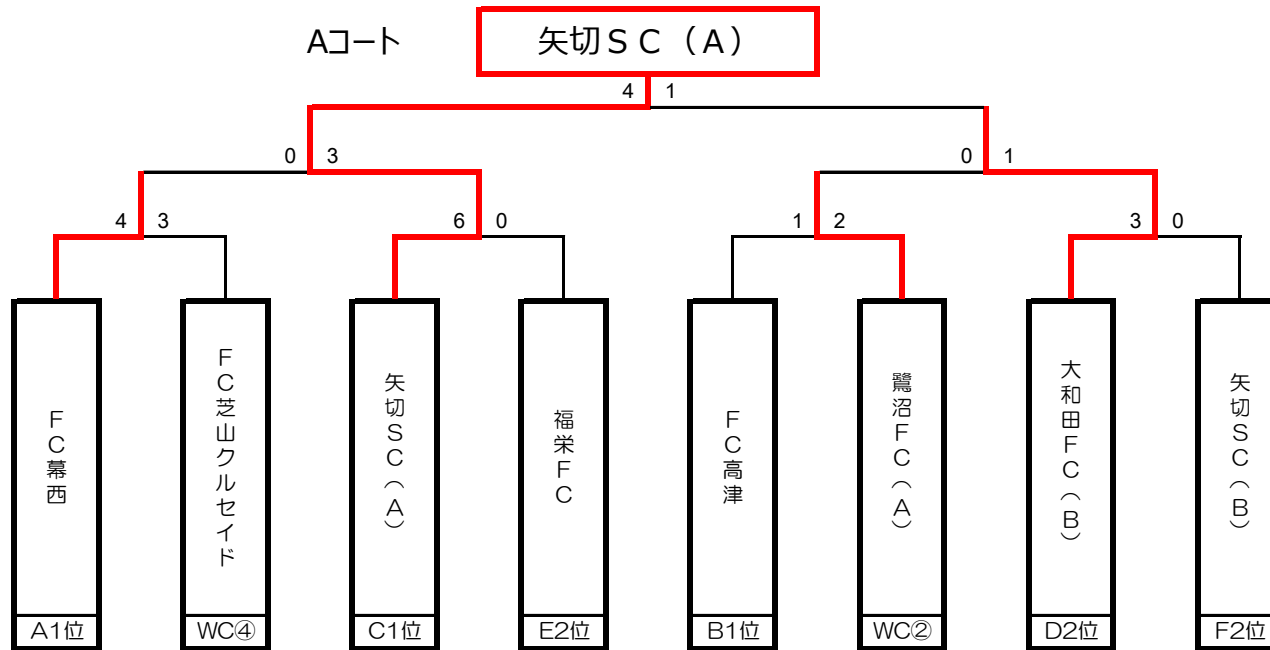 Aコート
矢切SC（A）
4 1
0 3
0 1
4 3
6 0
1 2
3 0
FC幕西
FC芝山クルセイド
矢切SC（A）
福栄FC
FC高津
鷺沼FC（A）
大和田FC（B）
矢切SC（B）
A1位
WC④
C1位
E2位
B1位
WC②
D2位
F2位